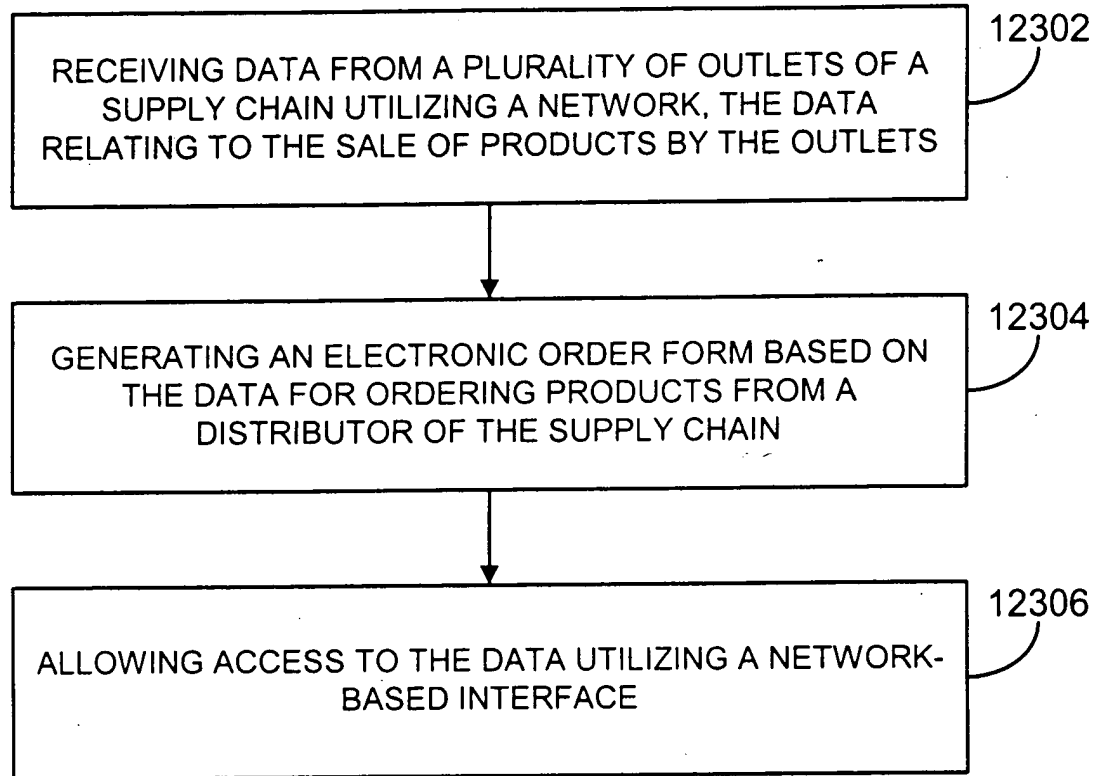 12302
RECEIVING DATA FROM A PLURALITY OF OUTLETS OF A
SUPPLY CHAIN UTILIZING A NETWORK, THE DATA
RELATING TO THE SALE OF PRODUCTS BY THE OUTLETS
12304
GENERATING AN ELECTRONIC ORDER FORM BASED ON
THE DATA FOR ORDERING PRODUCTS FROM A
DISTRIBUTOR OF THE SUPPLY CHAIN
12306
ALLOWING ACCESS TO THE DATA UTILIZING A NETWORK-
BASED INTERFACE